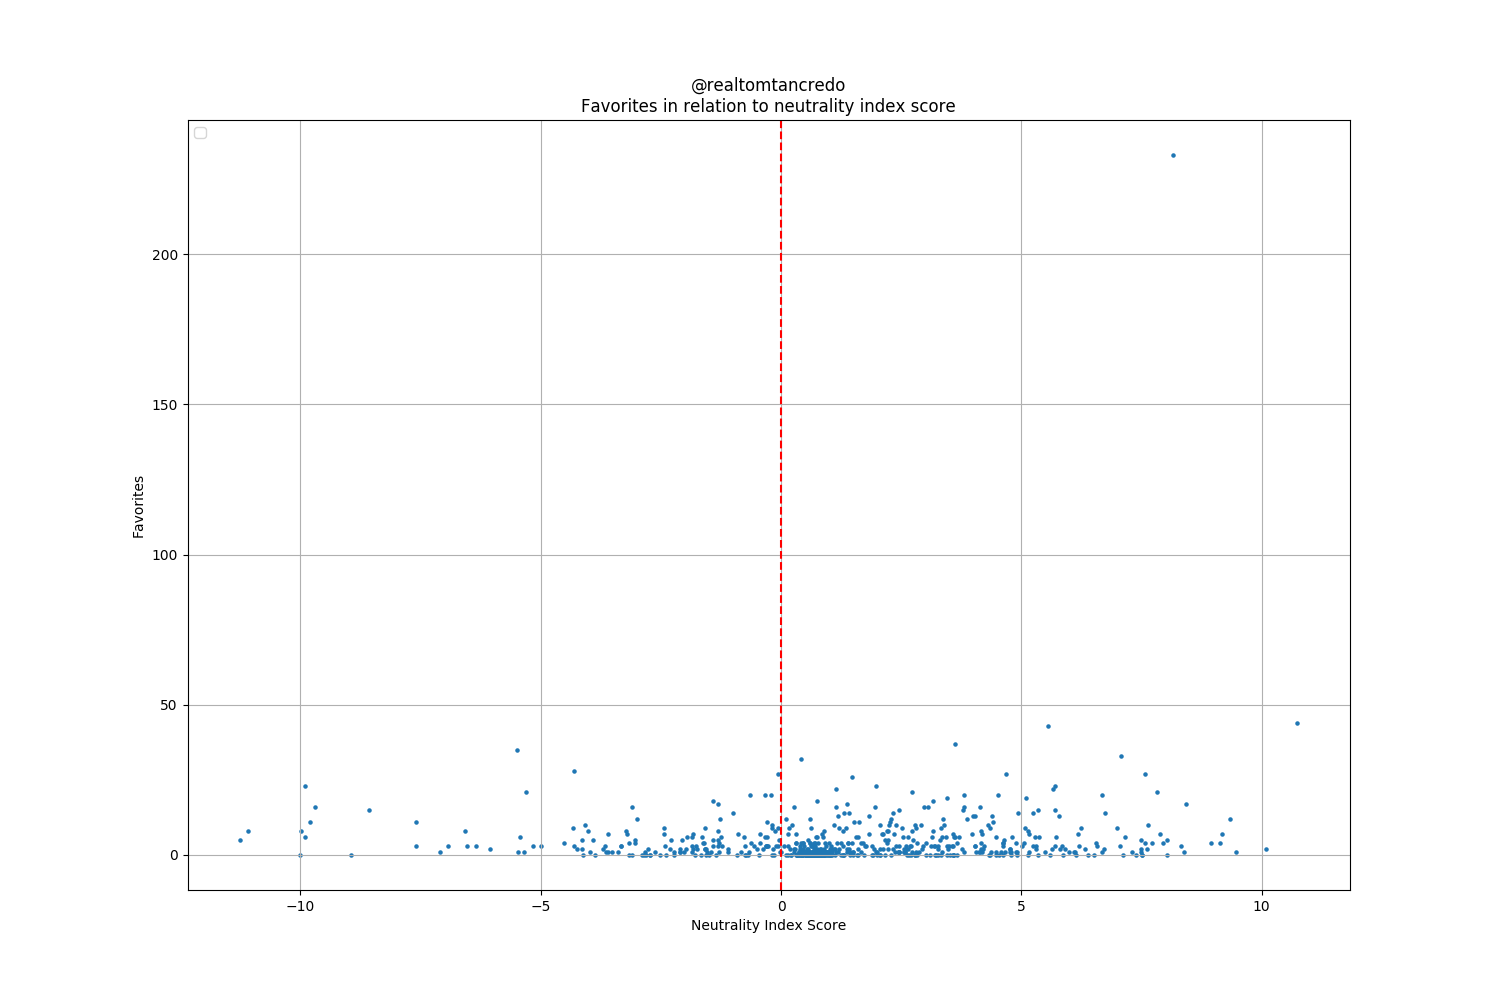 @realtomtancredo
Favorites in relation to neutrality index score
200
150
100
50
0
Favorites
−10
−5
0
5
10
Neutrality Index Score